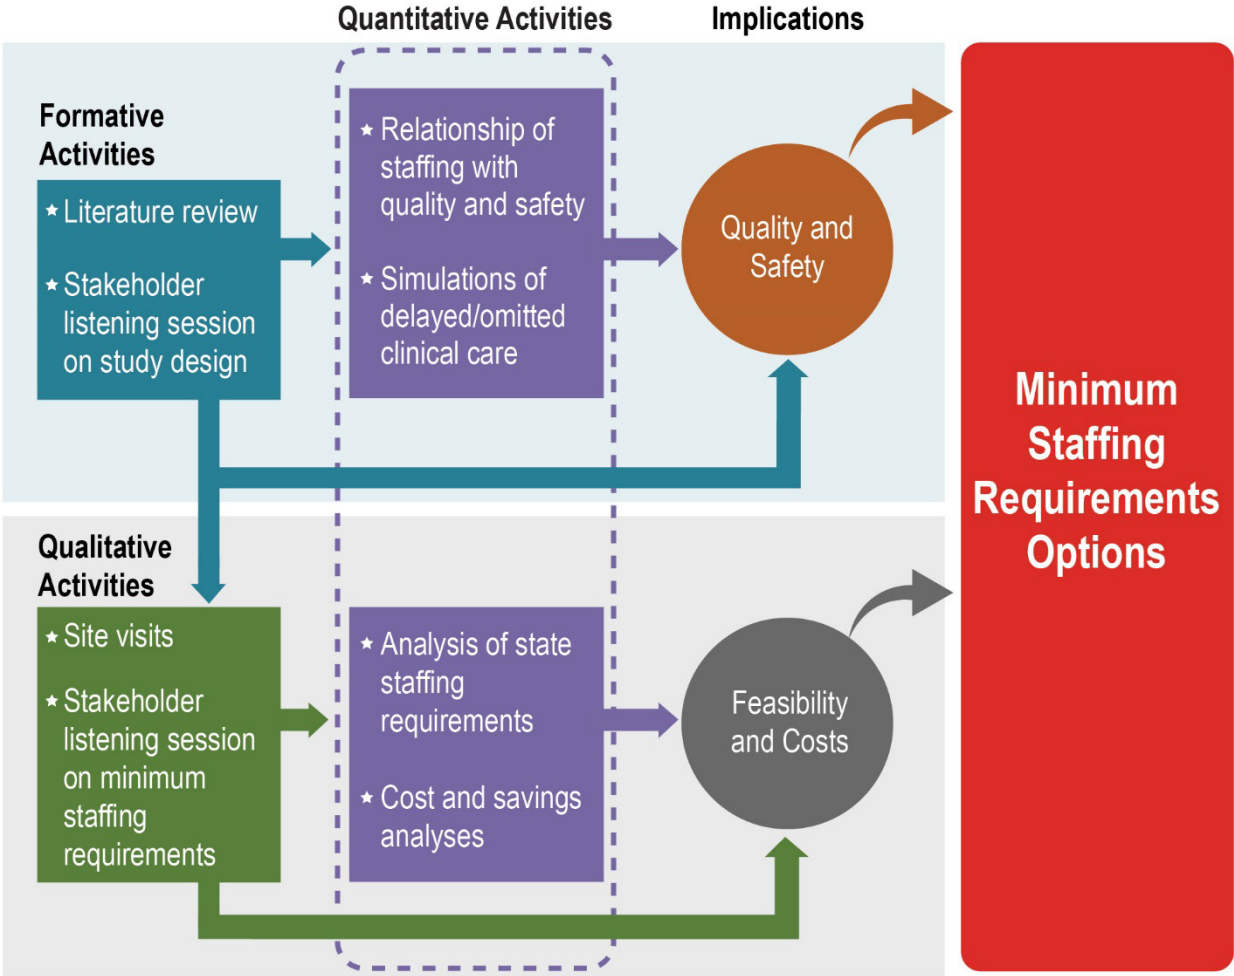 Quantitative Activities
Implications
Formative
Activities
★ Literature review
★ Stakeholder
listening session
on study design
★ Relationship of
staffing with
quality and safety
★ Simulations of
delayed/omitted
clinical care
Quality and
Safety
Qualitative
Activities
★ Site visits
★ Stakeholder
listening session
on minimum
staffing
requirements
★ Analysis of state
staffing
requirements
★ Cost and savings
analyses
Feasibility
and Costs
Minimum
Staffing
Requirements
Options